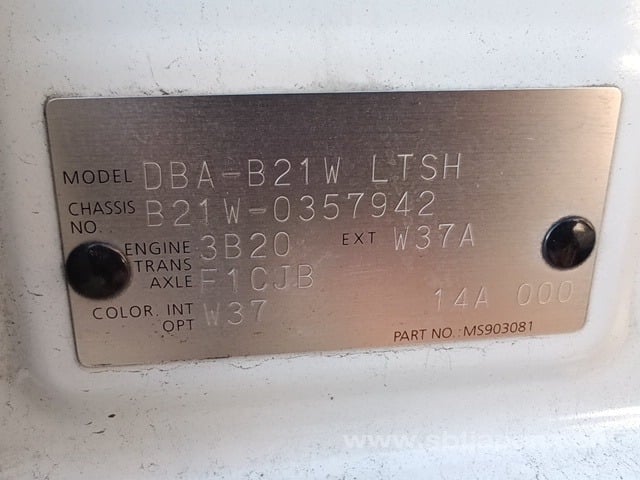 MODEL DBA-B21W LTSH
CHASSIS NO. B21W-0357942
ENGINE 3B20 EXT W37A
TRANS AXLE F1CJB
COLOR. INT OPT W37 14A 000
PART NO.: MS903081